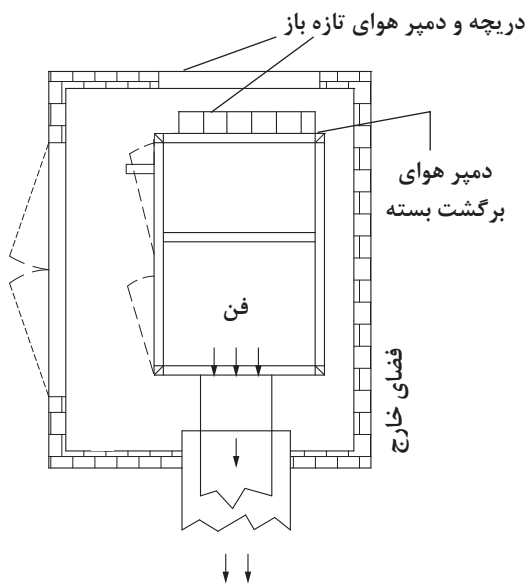 دریچه و دمپر هوای تازه باز
دمپر هوای
برگشت بسته
فن
فضای خارج